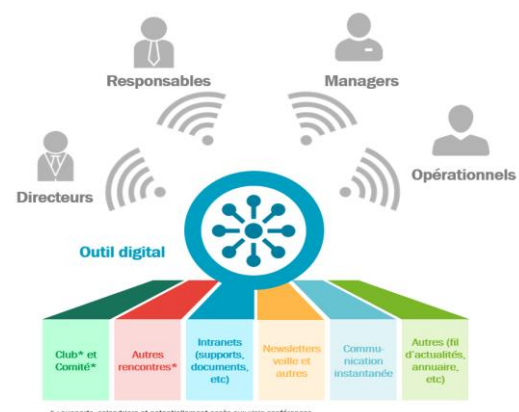 Responsables
Managers
Directeurs
Opérationnels
Outil digital
Club* et
Comité*
Autres
rencontres*
Intranets
(supports,
documents,
etc)
Newsletters
veille et
autres
Commu-
nication
instantanée
Autres (fil
d'actualités,
annuaire,
etc)